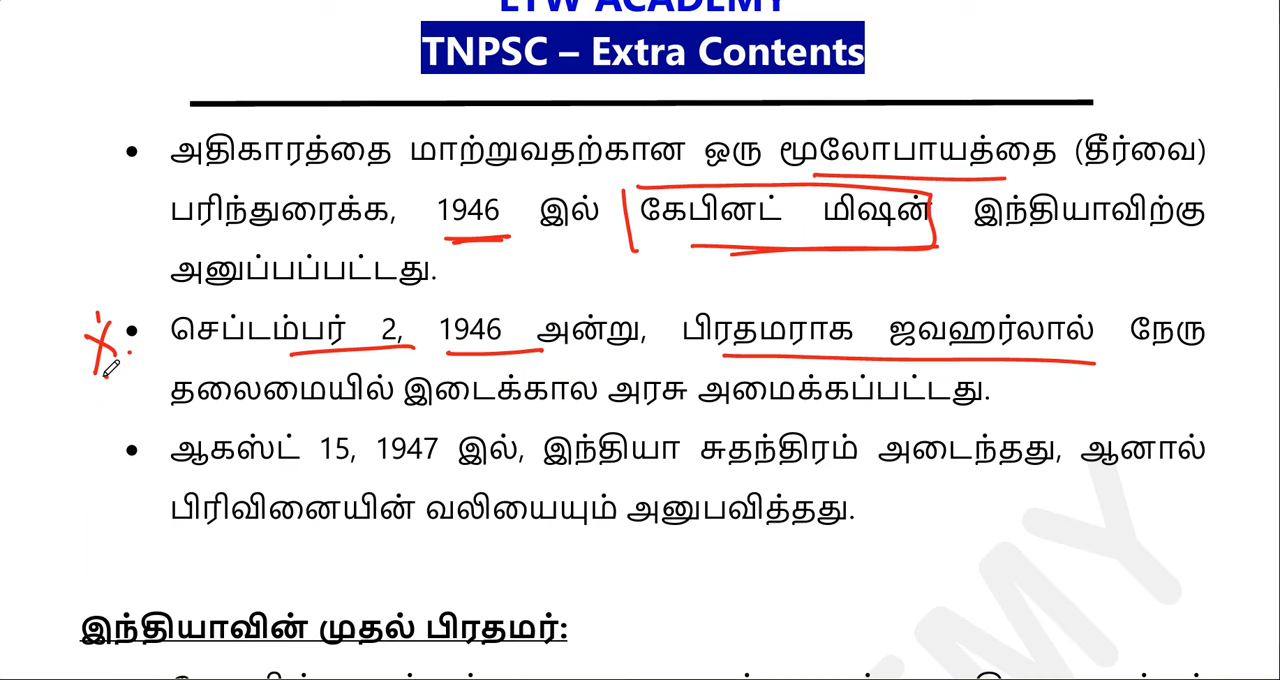 ETW ACADEMY
TNPSC – Extra Contents
• அதிகாரத்தை மாற்றுவதற்கான ஒரு மூலோபாயத்தை (தீர்வை)
பரிந்துரைக்க, 1946 இல் கேபினட் மிஷன் இந்தியாவிற்கு
அனுப்பப்பட்டது.
• செப்டம்பர் 2, 1946 அன்று, பிரதமராக ஜவஹர்லால் நேரு
தலைமையில் இடைக்கால அரசு அமைக்கப்பட்டது.
• ஆகஸ்ட் 15, 1947 இல், இந்தியா சுதந்திரம் அடைந்தது, ஆனால்
பிரிவினையின் வலியையும் அனுபவித்தது.
இந்தியாவின் முதல் பிரதமர்: